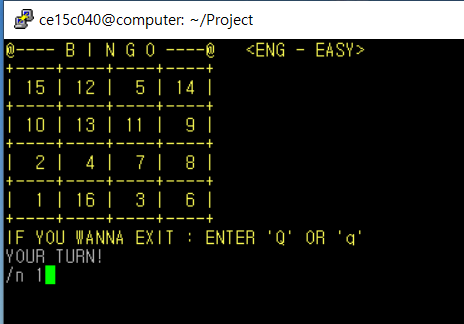 ce15c040@computer: ~/Project
@---- B I N G O ----@ <ENG - EASY>
+----+----+----+----+
| 15 | 12 | 5 | 14 |
+----+----+----+----+
| 10 | 13 | 11 | 9 |
+----+----+----+----+
| 2 | 4 | 7 | 8 |
+----+----+----+----+
| 1 | 16 | 3 | 6 |
+----+----+----+----+
IF YOU WANNA EXIT : ENTER 'Q' OR 'q'
YOUR TURN!
/n 1